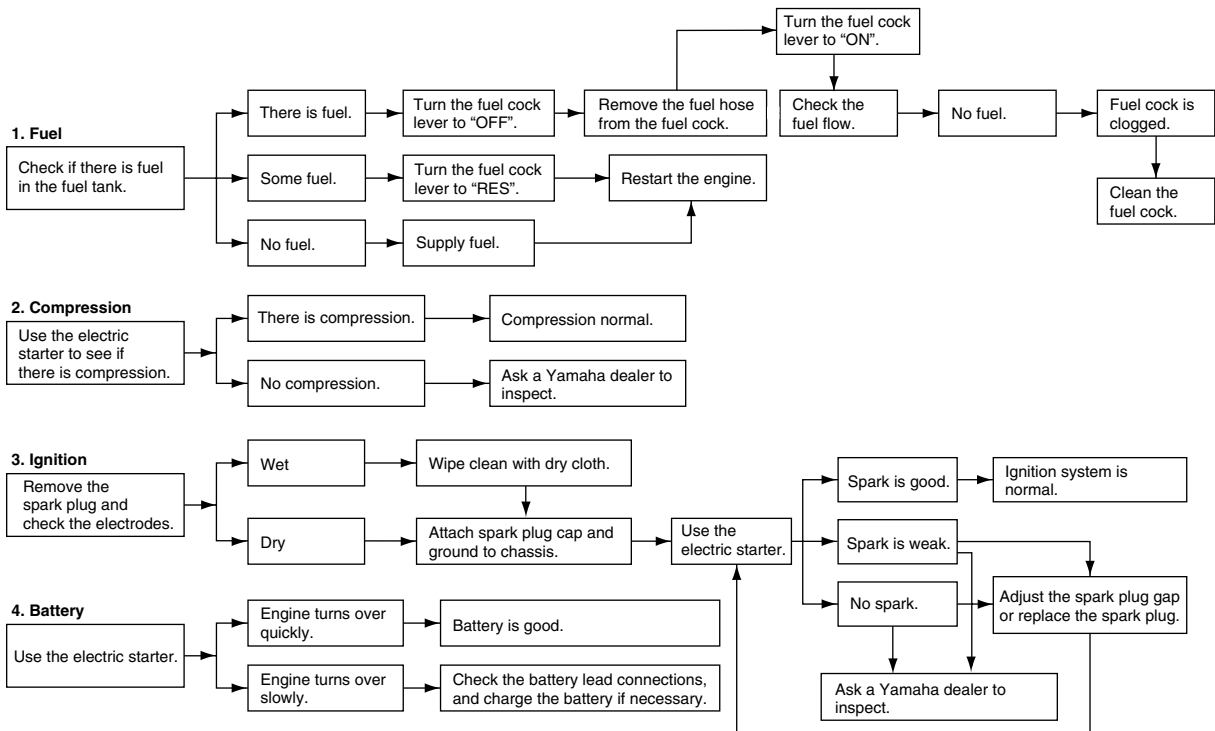 1. Fuel
Check if there is fuel
in the fuel tank.
There is fuel.
Turn the fuel cock
lever to “OFF”.
Remove the fuel hose
from the fuel cock.
Turn the fuel cock
lever to “ON”.
Check the
fuel flow.
No fuel.
Fuel cock is
clogged.
Clean the
fuel cock.
Some fuel.
Turn the fuel cock
lever to “RES”.
Restart the engine.
No fuel.
Supply fuel.
2. Compression
Use the electric
starter to see if
there is compression.
There is compression.
Compression normal.
No compression.
Ask a Yamaha dealer to
inspect.
3. Ignition
Remove the
spark plug and
check the electrodes.
Wet
Wipe clean with dry cloth.
Dry
Attach spark plug cap and
ground to chassis.
Use the
electric starter.
Spark is good.
Ignition system is
normal.
Spark is weak.
No spark.
Adjust the spark plug gap
or replace the spark plug.
Ask a Yamaha dealer to
inspect.
4. Battery
Use the electric starter.
Engine turns over
quickly.
Battery is good.
Engine turns over
slowly.
Check the battery lead connections,
and charge the battery if necessary.